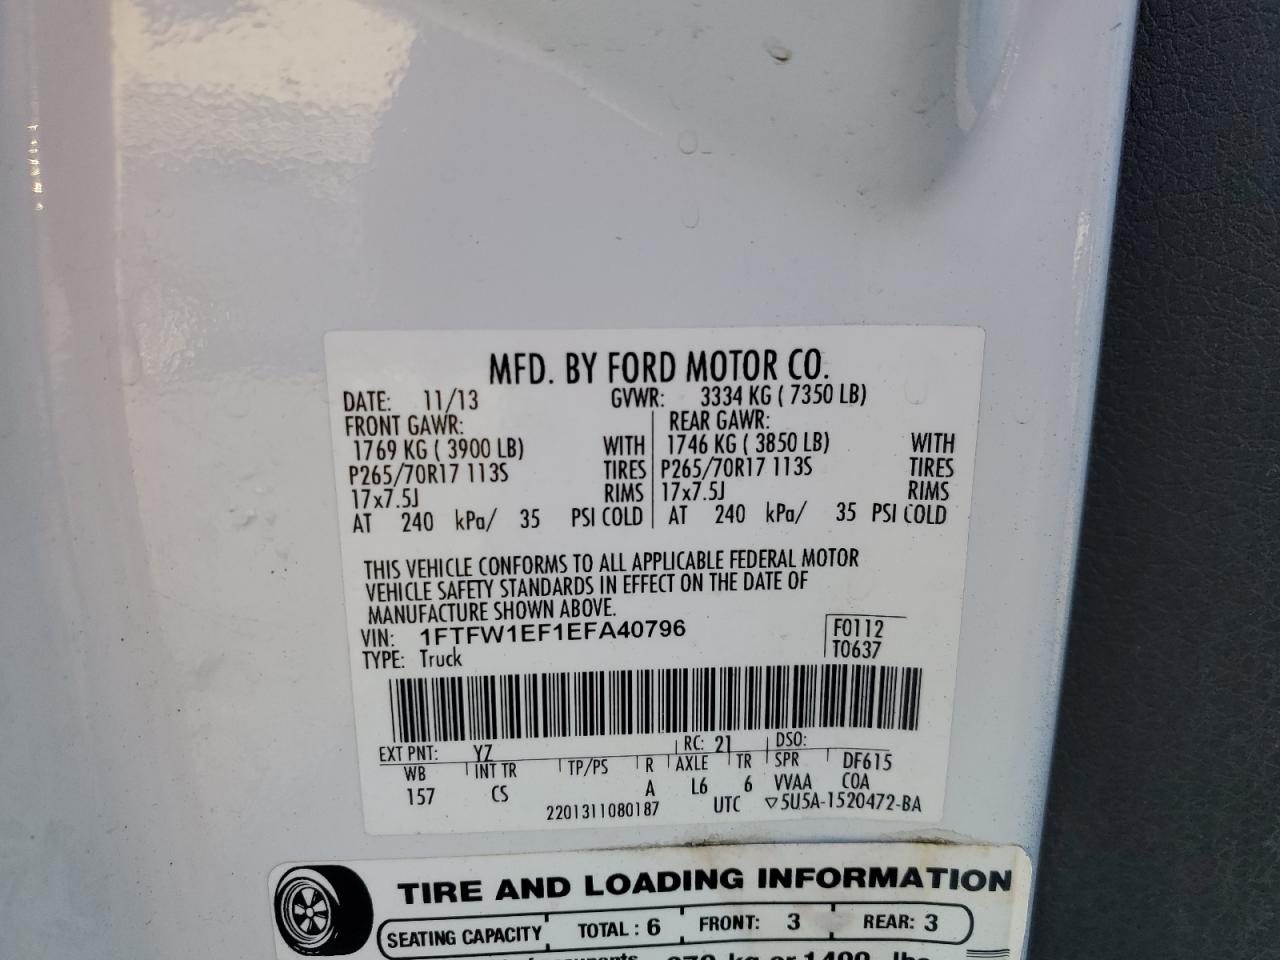 MFD. BY FORD MOTOR CO.
DATE: 11/13 GVWR: 3334 KG ( 7350 LB)
FRONT GAWR: REAR GAWR:
1769 KG ( 3900 LB) WITH 1746 KG ( 3850 LB) WITH
P265/70R17 113S TIRES P265/70R17 113S TIRES
17x7.5J RIMS 17x7.5J RIMS
AT 240 kPa/ 35 PSI COLD AT 240 kPa/ 35 PSI COLD
THIS VEHICLE CONFORMS TO ALL APPLICABLE FEDERAL MOTOR
VEHICLE SAFETY STANDARDS IN EFFECT ON THE DATE OF
MANUFACTURE SHOWN ABOVE.
VIN: 1FTFW1EF1EFA40796 F0112
TYPE: Truck T0637
EXT PNT: YZ RC: 21 DSO:
WB INT TR TP/PS R AXLE TR SPR DF615
157 CS A L6 6 VVAA COA
2201311080187 UTC ▽5U5A-1520472-BA
TIRE AND LOADING INFORMATION
SEATING CAPACITY TOTAL : 6 FRONT: 3 REAR: 3
kg or lbs